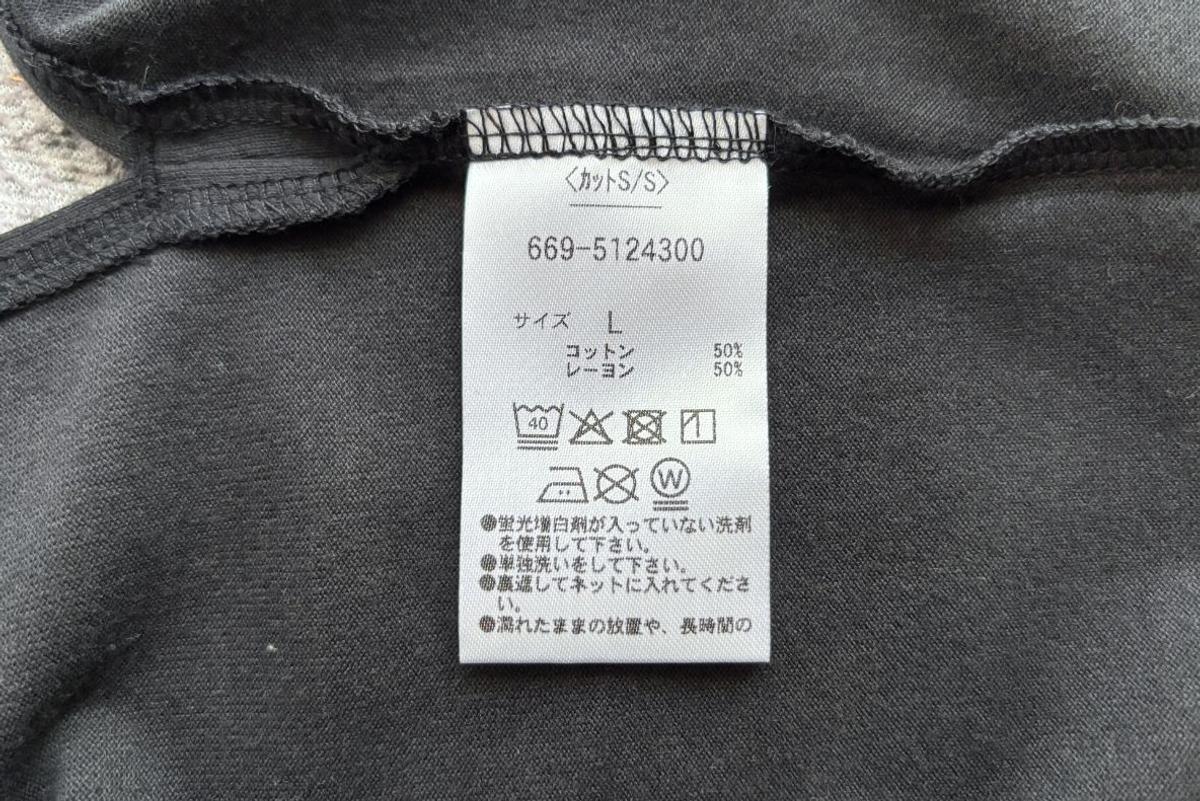 〈カットS/S〉
669-5124300
サイズ L
コットン 50%
レーヨン 50%
40
W
●蛍光増白剤が入っていない洗剤
を使用して下さい。
●単独洗いをして下さい。
●裏返してネットに入れてくださ
い。
●濡れたままの放置や、長時間の